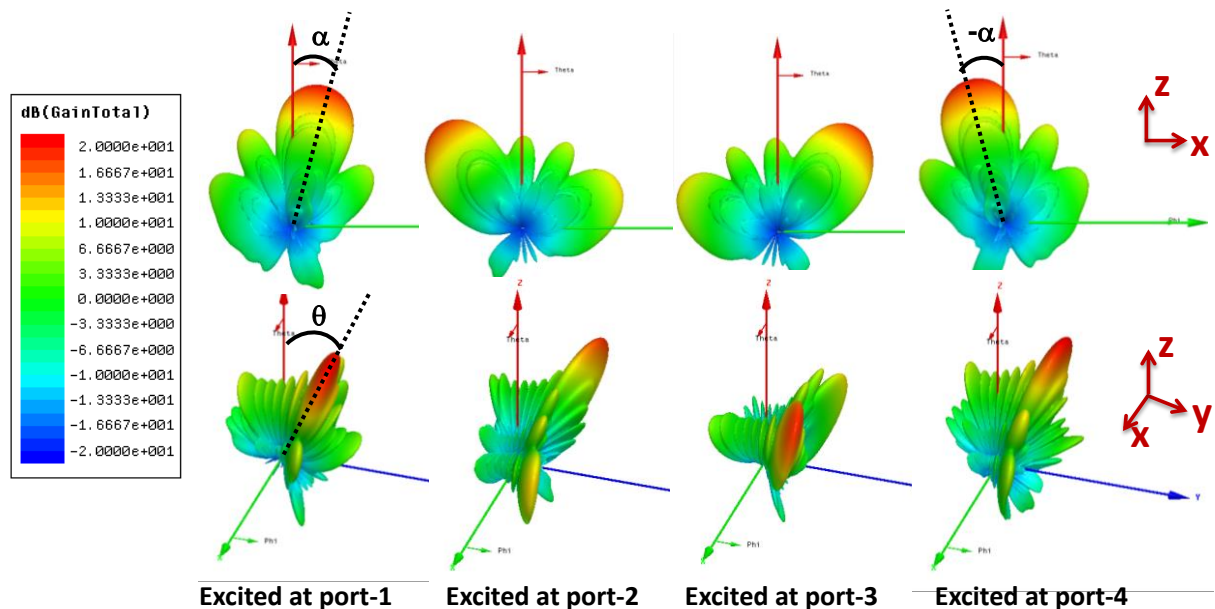 dB(GainTotal)
2.0000e+001
1.6667e+001
1.3333e+001
1.0000e+001
6.6667e+000
3.3333e+000
0.0000e+000
-3.3333e+000
-6.6667e+000
-1.0000e+001
-1.3333e+001
-1.6667e+001
-2.0000e+001
α
Theta
Theta
Theta
-α
Theta
Phi
Z
X
θ
Theta
X
Phi
Z
Theta
X
Phi
Z
Theta
X
Phi
Z
Theta
X
Phi
Y
Z
X
y
Excited at port-1
Excited at port-2
Excited at port-3
Excited at port-4